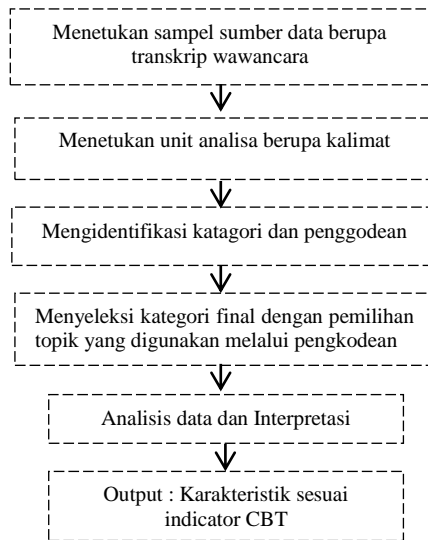 Menetukan sampel sumber data berupa
transkrip wawancara
Menetukan unit analisa berupa kalimat
Mengidentifikasi katagori dan penggodean
Menyeleksi kategori final dengan pemilihan
topik yang digunakan melalui pengkodean
Analisis data dan Interpretasi
Output : Karakteristik sesuai
indicator CBT